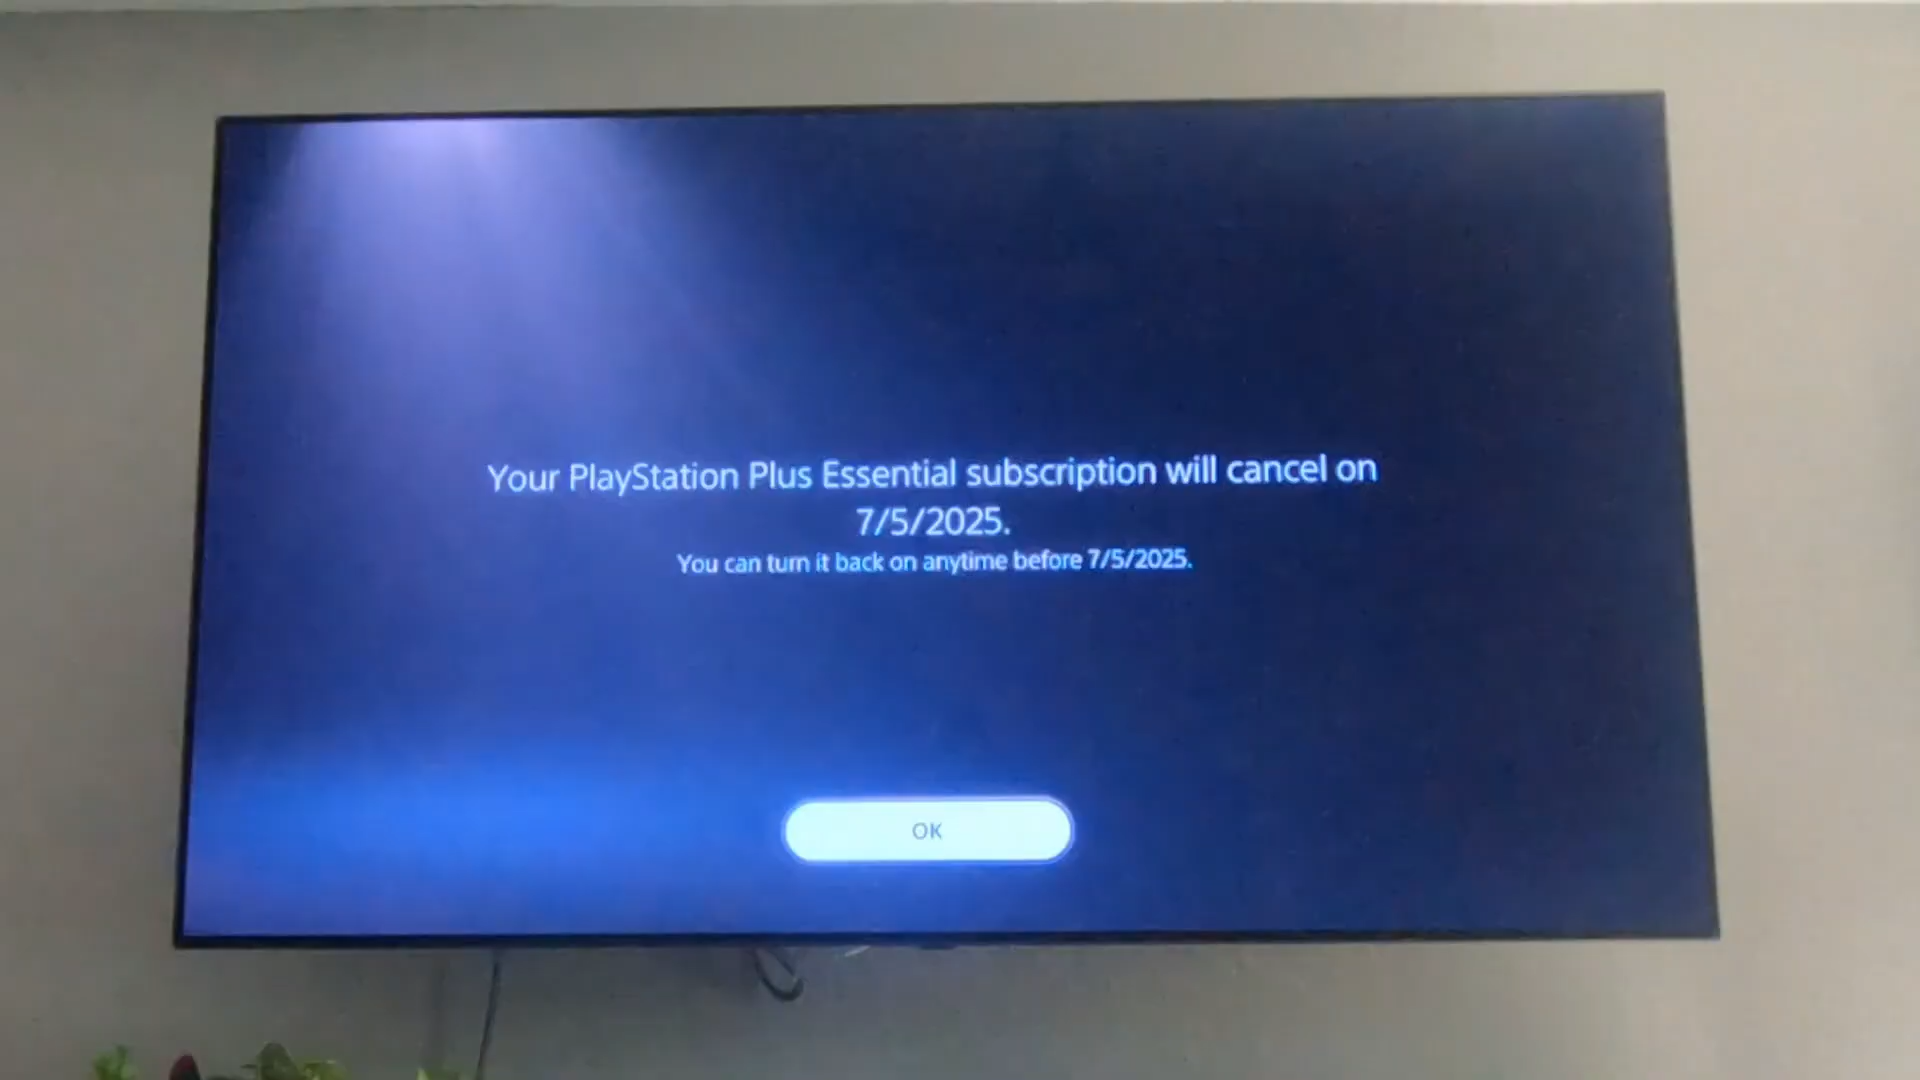 Your PlayStation Plus Essential subscription will cancel on
7/5/2025.
You can turn it back on anytime before 7/5/2025.
OK